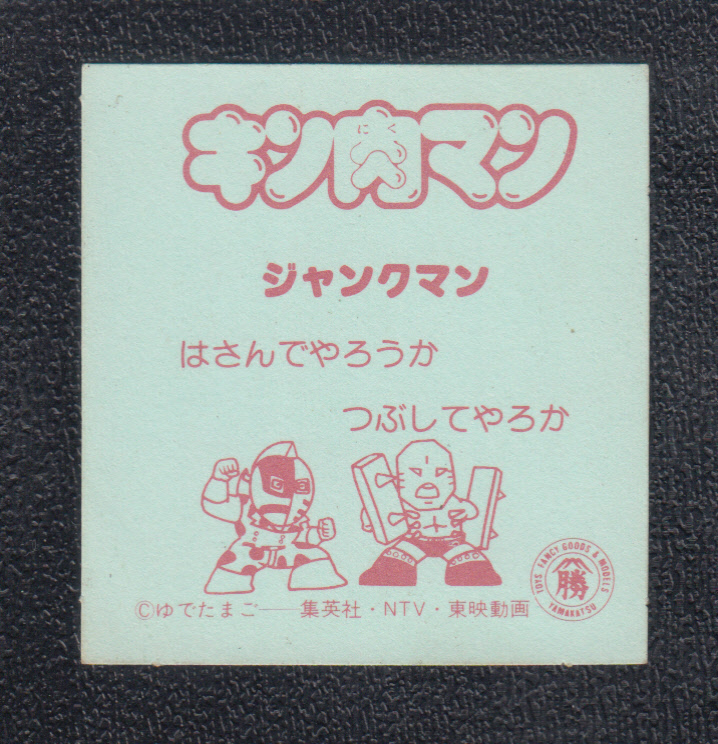 キン肉マン
にく
ジャンクマン
はさんでやろうか
つぶしてやろか
©ゆでたまご──集英社・NTV・東映動画
TOYS FANCY GOODS & MODELS
勝
YAMAKATSU